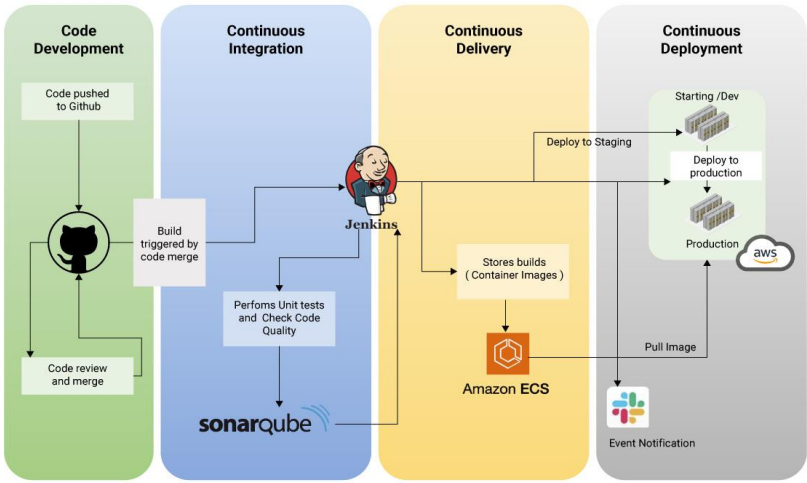 Code
Development
Continuous
Integration
Continuous
Delivery
Continuous
Deployment
Code pushed
to Github
Starting /Dev
Deploy to Staging
Deploy to
production
Jenkins
Build
triggered by
code merge
Production
aws
Stores builds
( Container Images )
Perfoms Unit tests
and Check Code
Quality
Pull Image
Code review
and merge
Amazon ECS
sonarqube
Event Notification